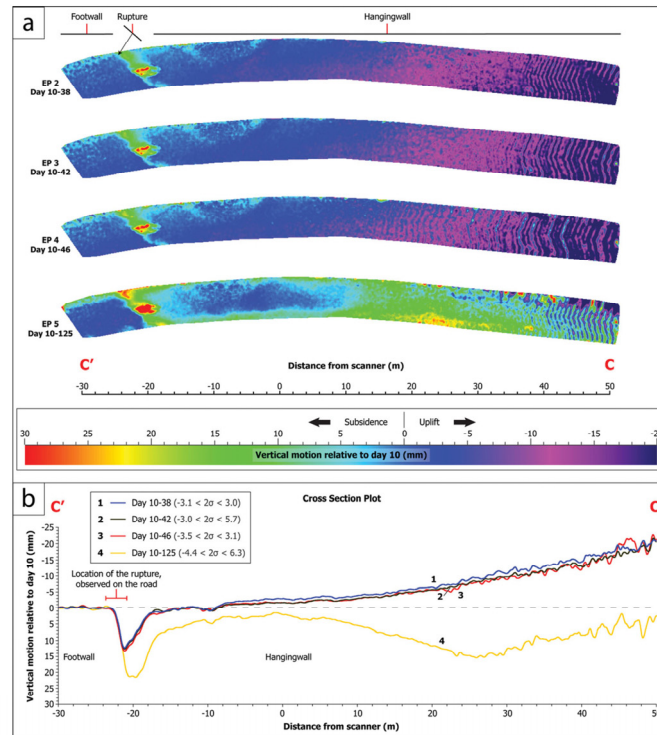 a
Footwall
Rupture
Hangingwall
EP 2
Day 10-38
EP 3
Day 10-42
EP 4
Day 10-46
EP 5
Day 10-125
Distance from scanner (m)
C'
C
-30 -20 -10 0 10 20 30 40 50
Subsidence
Uplift
Vertical motion relative to day 10 (mm)
30 25 20 15 10 5 0 -5 -10 -15
b
C'
Cross Section Plot
1 Day 10-38 (-3.1 < 2σ < 3.0)
2 Day 10-42 (-3.0 < 2σ < 5.7)
3 Day 10-46 (-3.5 < 2σ < 3.1)
4 Day 10-125 (-4.4 < 2σ < 6.3)
Location of the rupture,
observed on the road
1
2
3
4
Footwall
Hangingwall
Vertical motion relative to day 10 (mm)
-25
-20
-15
-10
-5
0
5
10
15
20
25
30
-30 -20 -10 0 10 20 30 40
Distance from scanner (m)